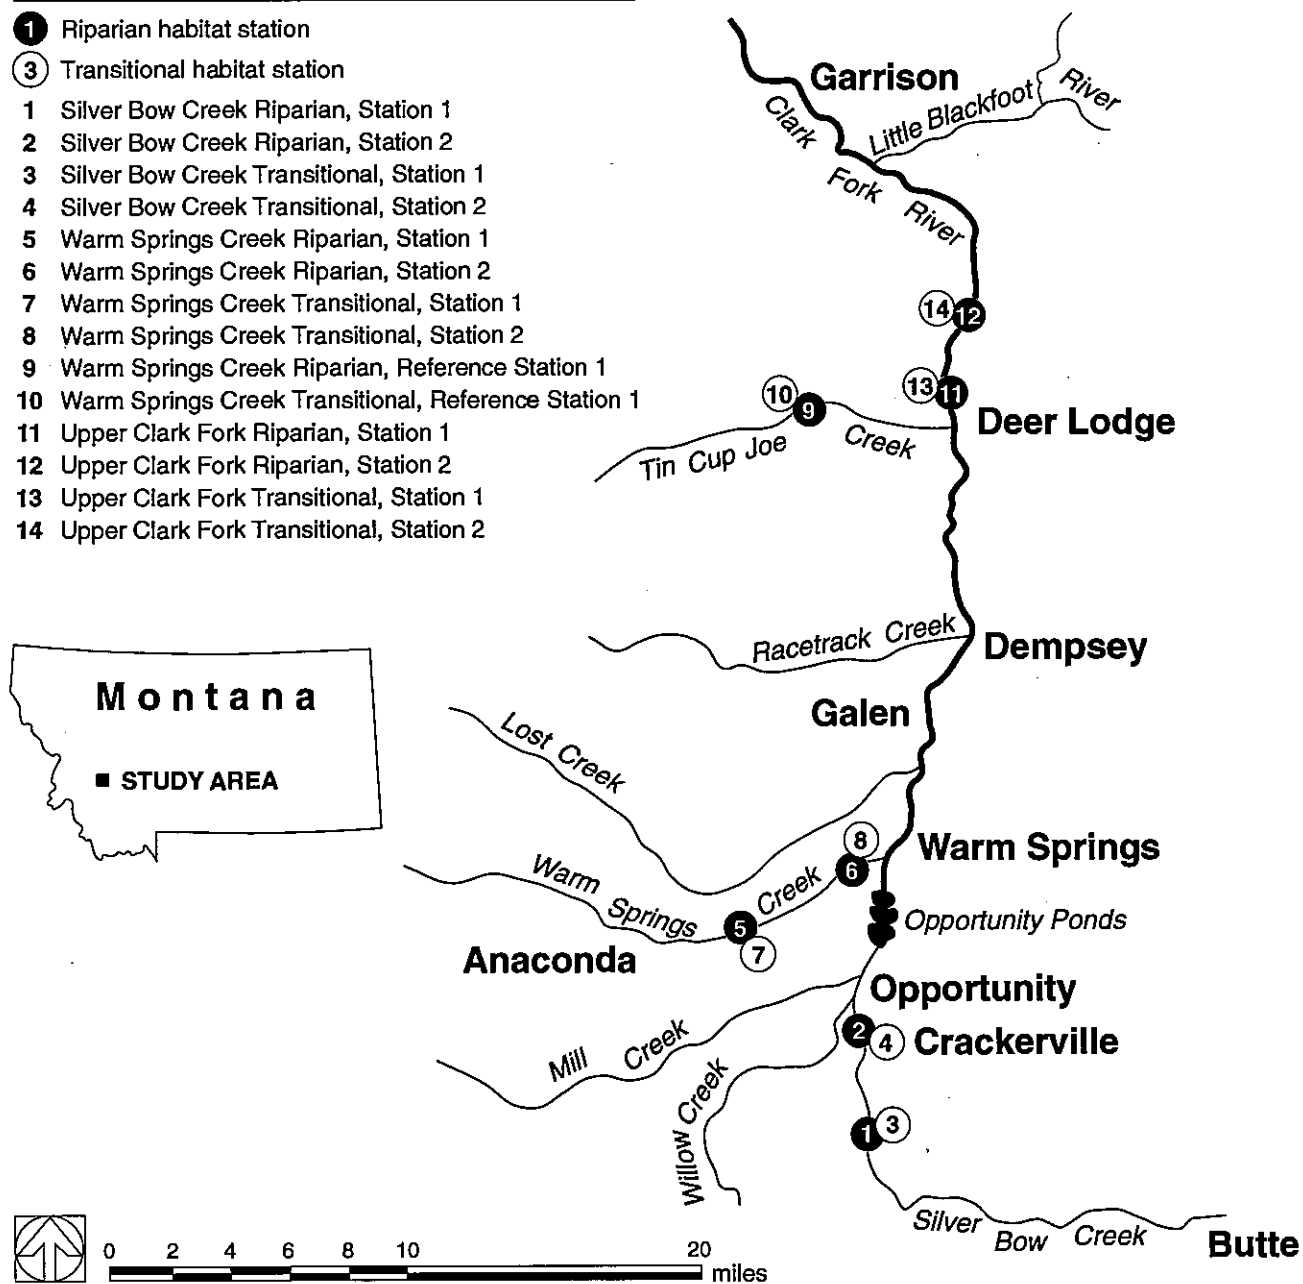 1 Riparian habitat station
3 Transitional habitat station
1 Silver Bow Creek Riparian, Station 1
2 Silver Bow Creek Riparian, Station 2
3 Silver Bow Creek Transitional, Station 1
4 Silver Bow Creek Transitional, Station 2
5 Warm Springs Creek Riparian, Station 1
6 Warm Springs Creek Riparian, Station 2
7 Warm Springs Creek Transitional, Station 1
8 Warm Springs Creek Transitional, Station 2
9 Warm Springs Creek Riparian, Reference Station 1
10 Warm Springs Creek Transitional, Reference Station 1
11 Upper Clark Fork Riparian, Station 1
12 Upper Clark Fork Riparian, Station 2
13 Upper Clark Fork Transitional, Station 1
14 Upper Clark Fork Transitional, Station 2
Garrison
Little Blackfoot River
Clark Fork River
14
12
13
11
10
9
Deer Lodge
Tin Cup Joe Creek
Racetrack Creek
Dempsey
Montana
STUDY AREA
Galen
Lost Creek
8
6
Warm Springs
Warm Springs Creek
5
7
Opportunity Ponds
Anaconda
Opportunity
2
4
Crackerville
Mill Creek
Willow Creek
1
3
Silver Bow Creek
Butte
0 2 4 6 8 10 20
miles